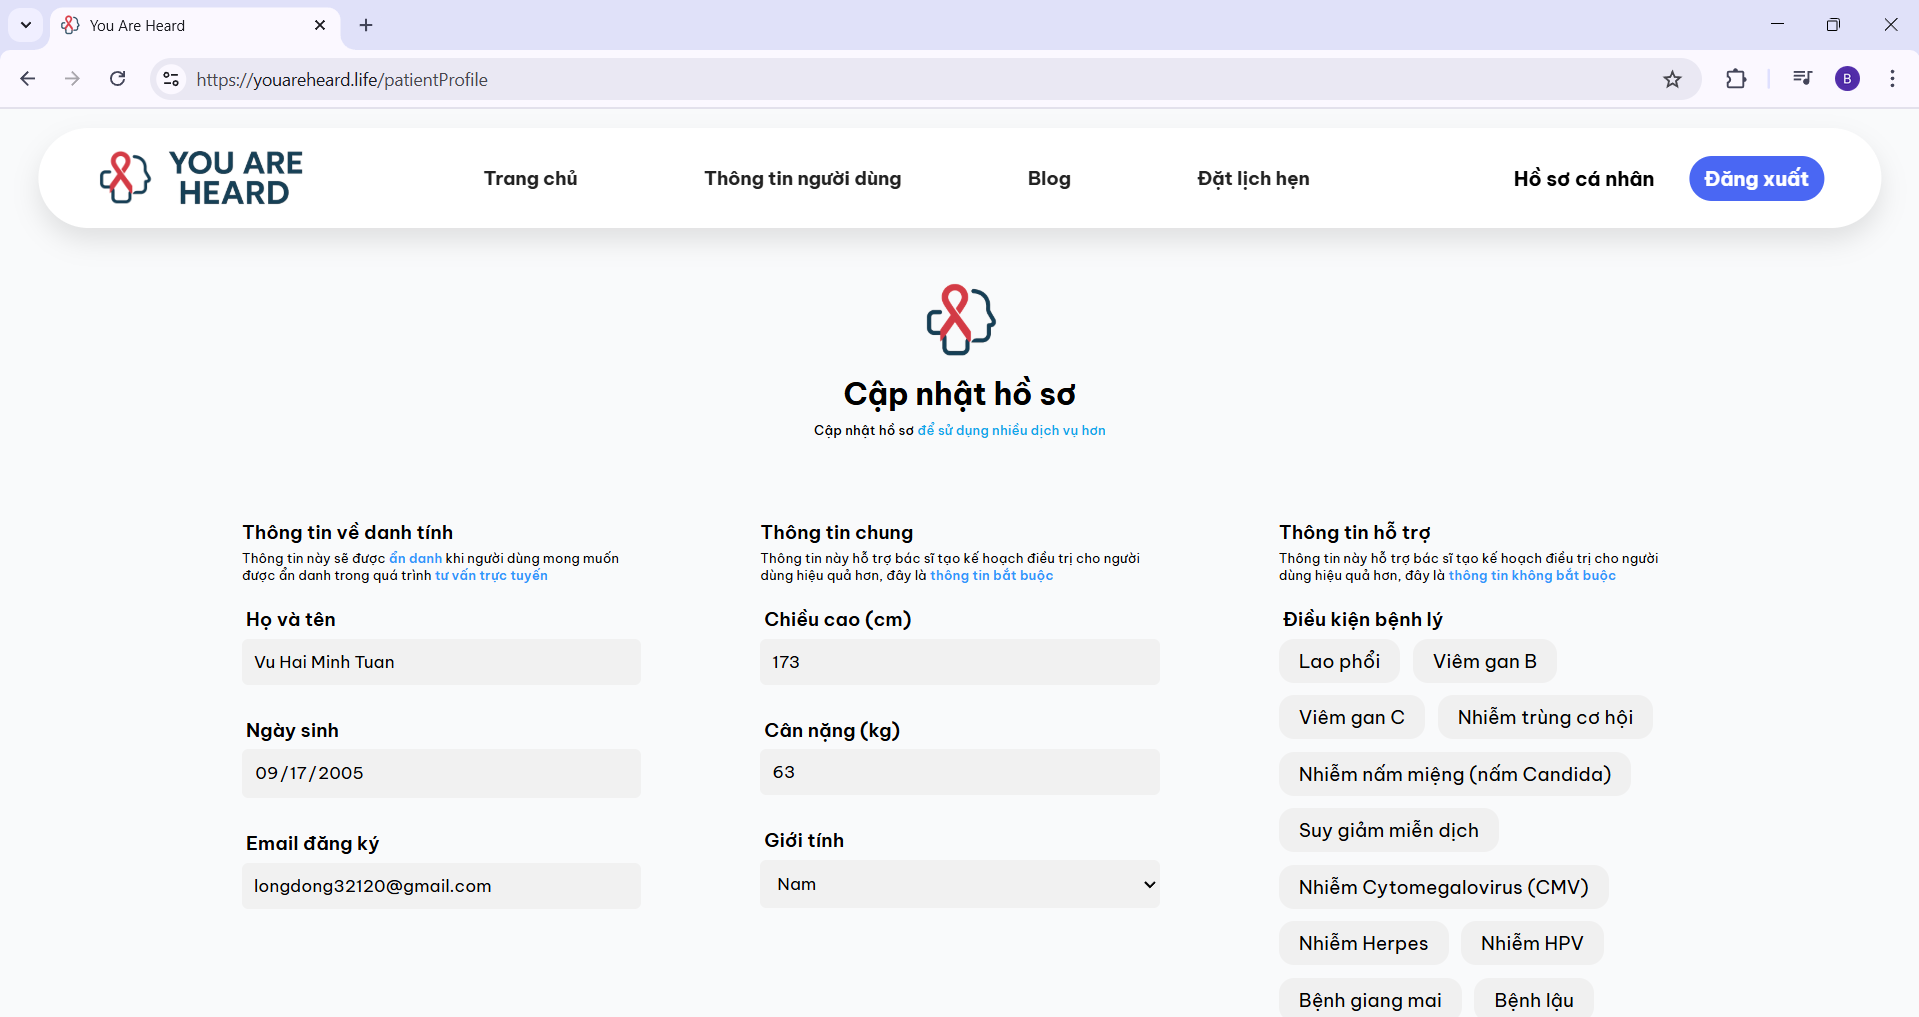 You Are Heard
https://youareheard.life/patientProfile
B
YOU ARE
HEARD
Trang chủ
Thông tin người dùng
Blog
Đặt lịch hẹn
Hồ sơ cá nhân
Đăng xuất
Cập nhật hồ sơ
Cập nhật hồ sơ để sử dụng nhiều dịch vụ hơn
Thông tin về danh tính
Thông tin này sẽ được ẩn danh khi người dùng mong muốn
được ẩn danh trong quá trình tư vấn trực tuyến
Họ và tên
Vu Hai Minh Tuan
Ngày sinh
09/17/2005
Email đăng ký
longdong32120@gmail.com
Thông tin chung
Thông tin này hỗ trợ bác sĩ tạo kế hoạch điều trị cho người
dùng hiệu quả hơn, đây là thông tin bắt buộc
Chiều cao (cm)
173
Cân nặng (kg)
63
Giới tính
Nam
Thông tin hỗ trợ
Thông tin này hỗ trợ bác sĩ tạo kế hoạch điều trị cho người
dùng hiệu quả hơn, đây là thông tin không bắt buộc
Điều kiện bệnh lý
Lao phổi
Viêm gan B
Viêm gan C
Nhiễm trùng cơ hội
Nhiễm nấm miệng (nấm Candida)
Suy giảm miễn dịch
Nhiễm Cytomegalovirus (CMV)
Nhiễm Herpes
Nhiễm HPV
Bệnh giang mai
Bệnh lậu